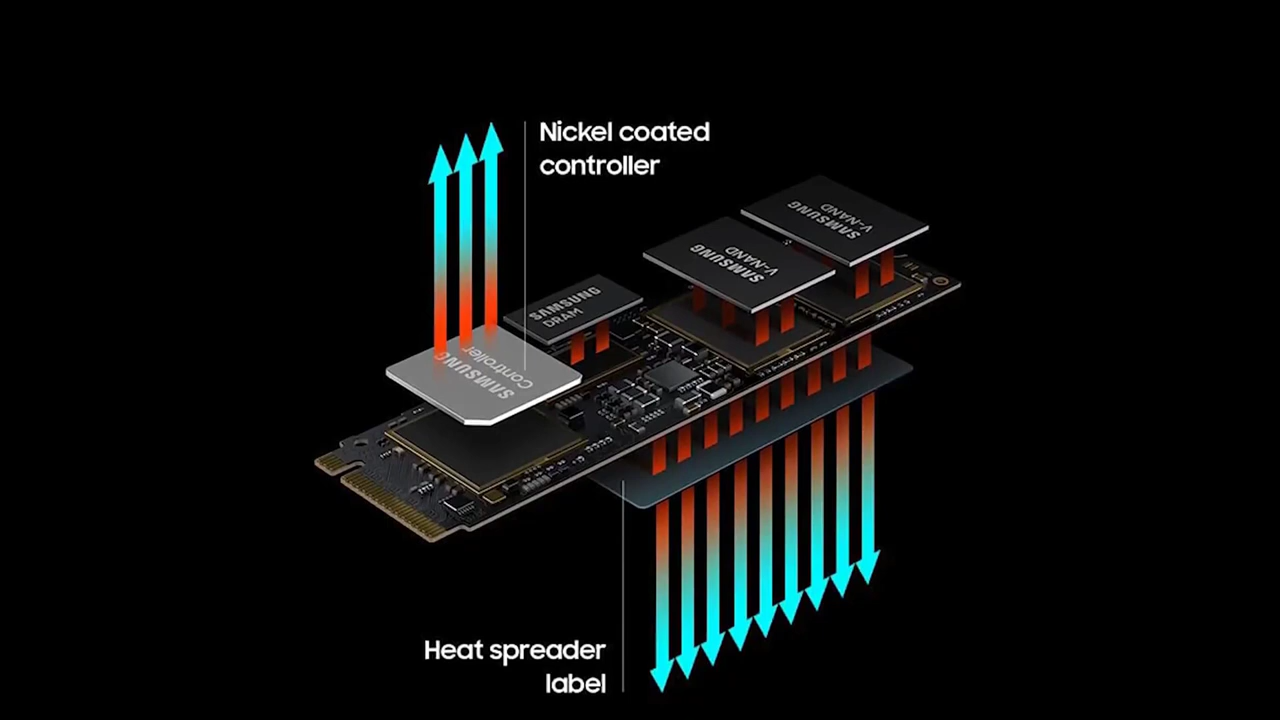 Nickel coated
controller
SAMSUNG
V-NAND
SAMSUNG
V-NAND
SAMSUNG
DRAM
SAMSUNG
Controller
Heat spreader
label